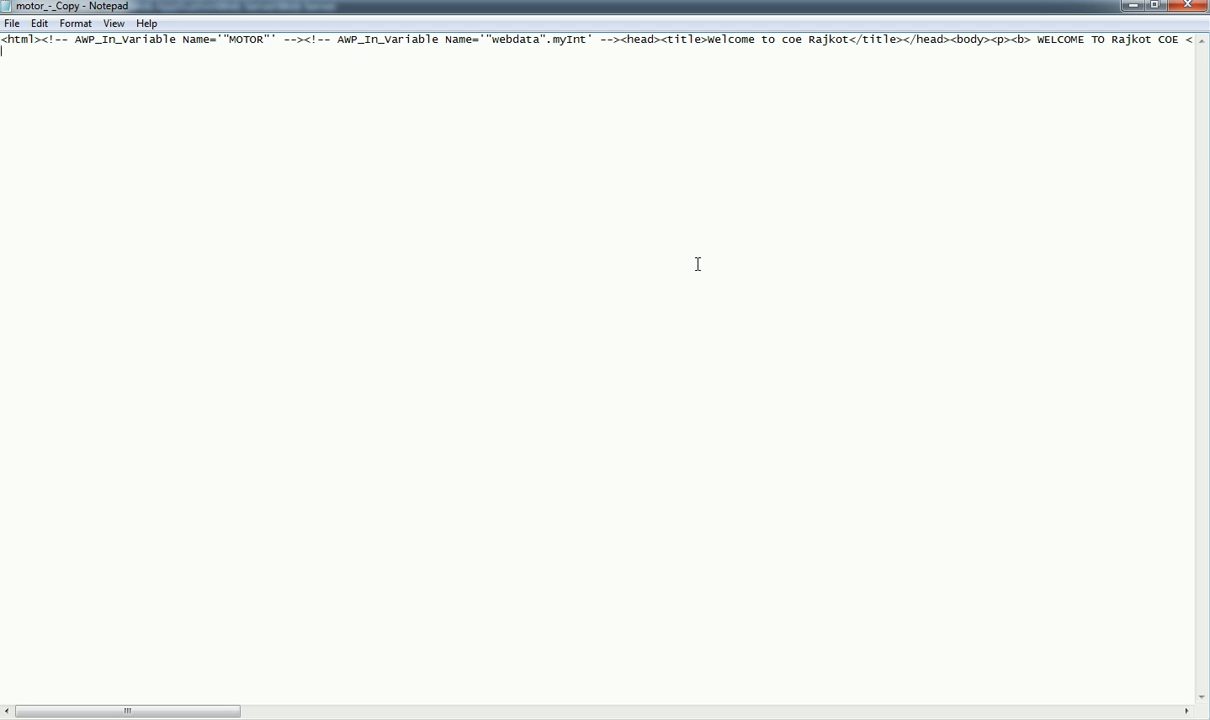 motor_-_Copy - Notepad
File Edit Format View Help
<html><!-- AWP_In_Variable Name='"MOTOR"' --><!-- AWP_In_Variable Name='"webdata".myInt' --><head><title>Welcome to coe Rajkot</title></head><body><p><b> WELCOME TO Rajkot COE <